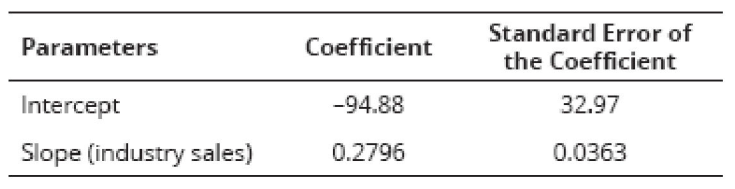 Parameters Coefficient Standard Error of the Coefficient
Intercept –94.88 32.97
Slope (industry sales) 0.2796 0.0363